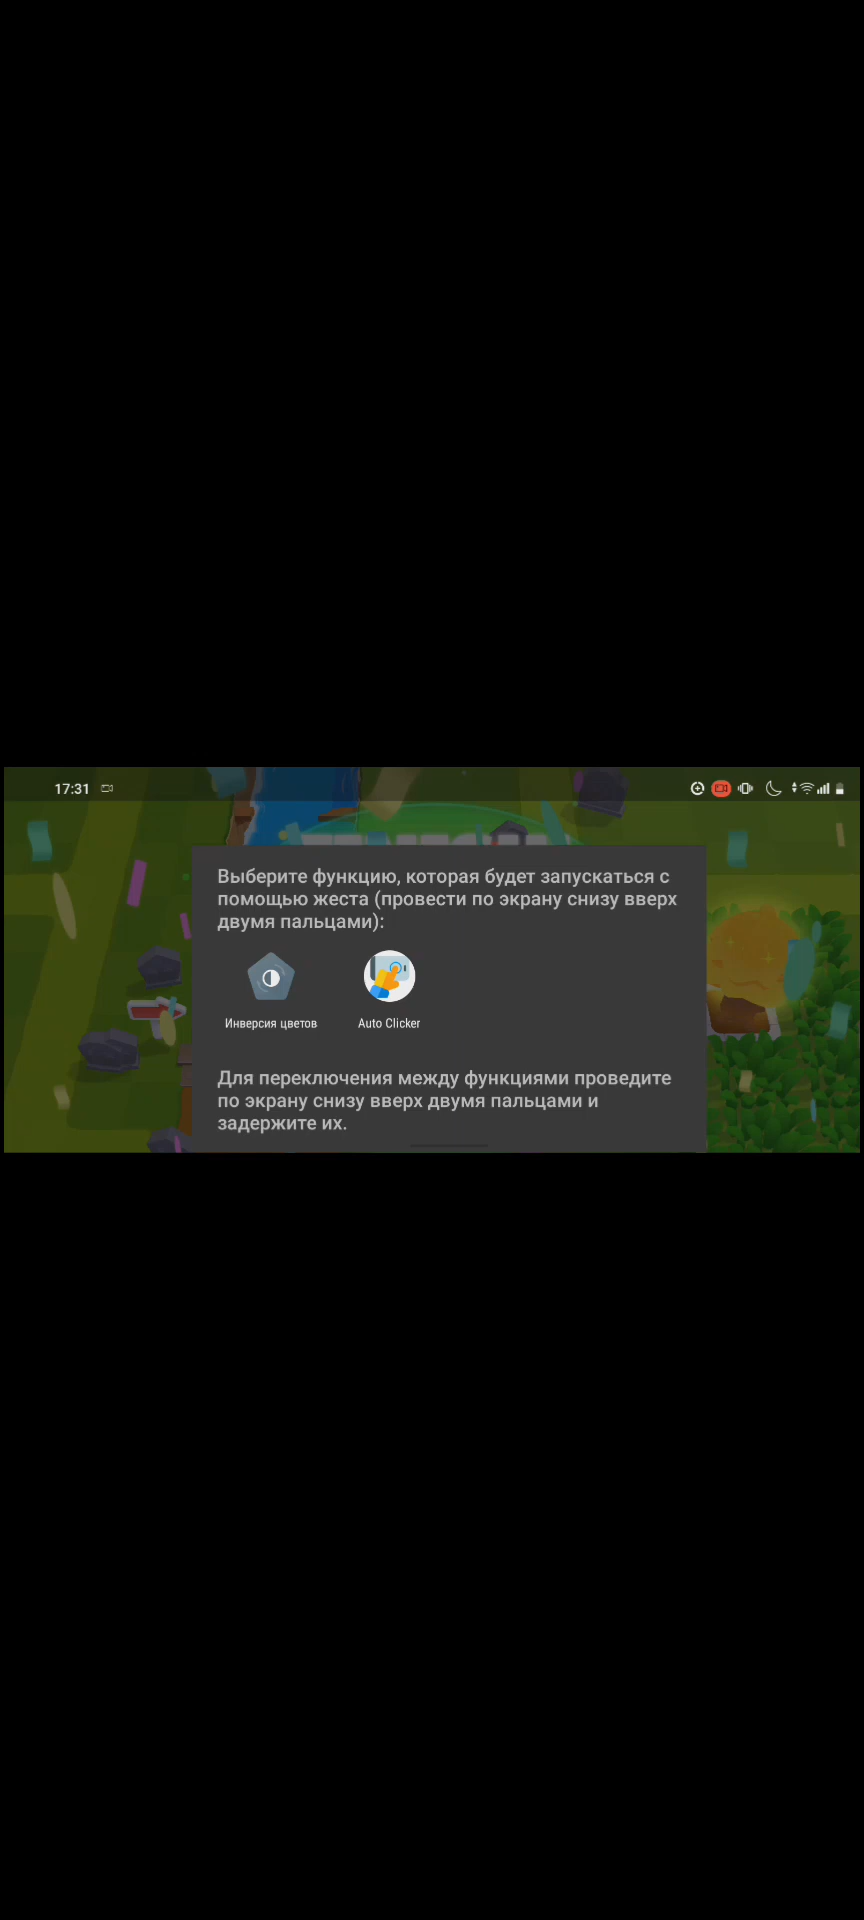 17:31
Выберите функцию, которая будет запускаться с
помощью жеста (провести по экрану снизу вверх
двумя пальцами):
Инверсия цветов
Auto Clicker
Для переключения между функциями проведите
по экрану снизу вверх двумя пальцами и
задержите их.